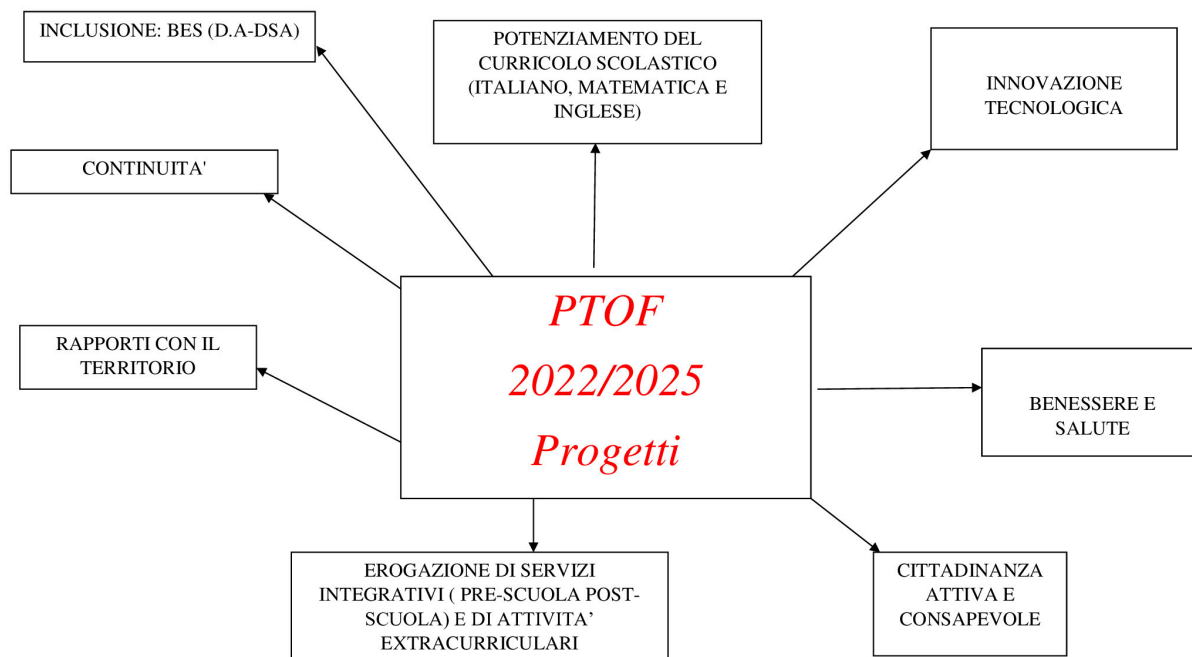 INCLUSIONE: BES (D.A-DSA)
POTENZIAMENTO DEL
CURRICOLO SCOLASTICO
(ITALIANO, MATEMATICA E
INGLESE)
INNOVAZIONE
TECNOLOGICA
CONTINUITA'
RAPPORTI CON IL
TERRITORIO
PTOF
2022/2025
Progetti
BENESSERE E
SALUTE
EROGAZIONE DI SERVIZI
INTEGRATIVI ( PRE-SCUOLA POST-
SCUOLA) E DI ATTIVITA’
EXTRACURRICULARI
CITTADINANZA
ATTIVA E
CONSAPEVOLE